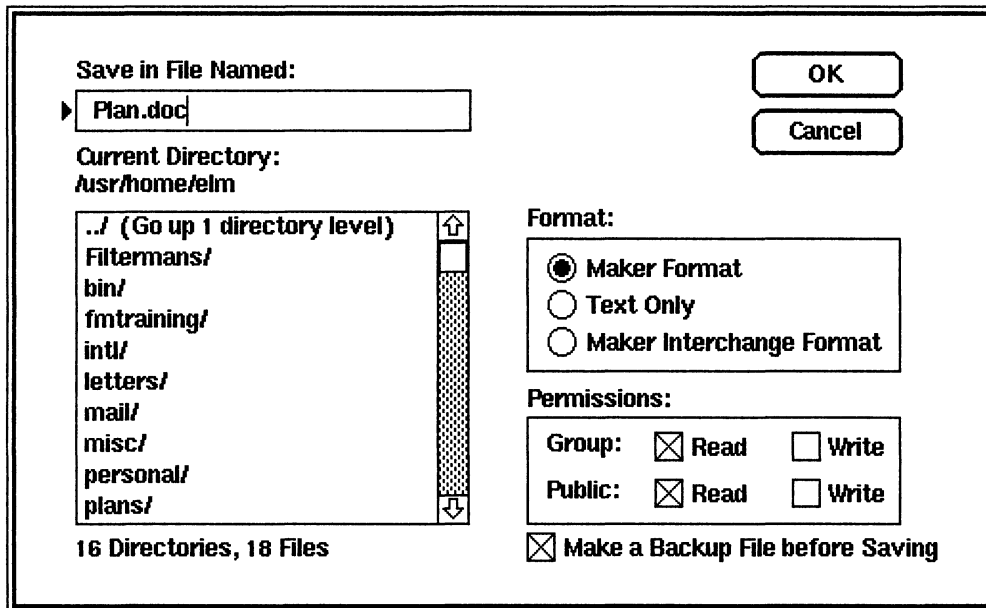 Save in File Named:
Plan.doc
Current Directory:
/usr/home/elm
../ (Go up 1 directory level)
Filtermans/
bin/
fmtraining/
intl/
letters/
mail/
misc/
personal/
plans/
16 Directories, 18 Files
OK
Cancel
Format:
Maker Format
Text Only
Maker Interchange Format
Permissions:
Group: Read Write
Public: Read Write
Make a Backup File before Saving